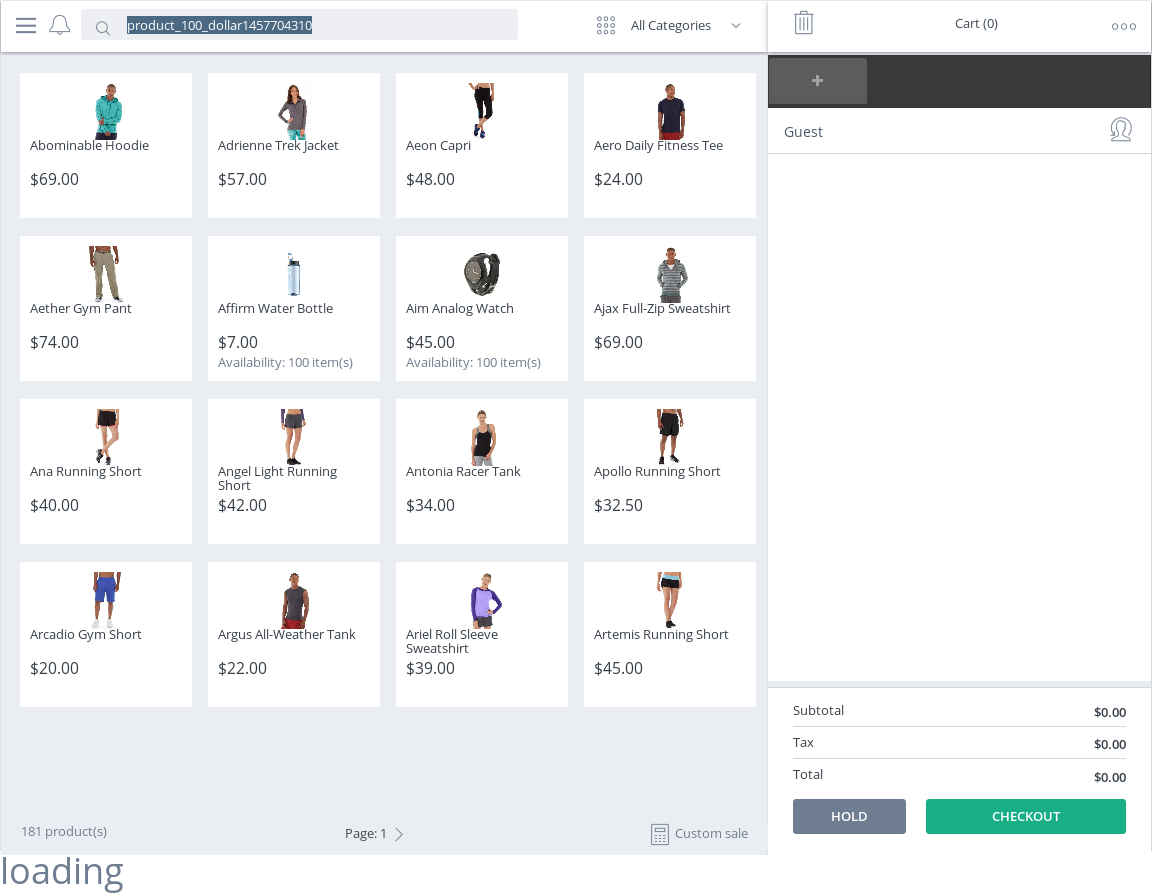 product_100_dollar1457704310
All Categories
Cart (0)
+
Guest
Abominable Hoodie
$69.00
Adrienne Trek Jacket
$57.00
Aeon Capri
$48.00
Aero Daily Fitness Tee
$24.00
Aether Gym Pant
$74.00
Affirm Water Bottle
$7.00
Availability: 100 item(s)
Aim Analog Watch
$45.00
Availability: 100 item(s)
Ajax Full-Zip Sweatshirt
$69.00
Ana Running Short
$40.00
Angel Light Running
Short
$42.00
Antonia Racer Tank
$34.00
Apollo Running Short
$32.50
Arcadio Gym Short
$20.00
Argus All-Weather Tank
$22.00
Ariel Roll Sleeve
Sweatshirt
$39.00
Artemis Running Short
$45.00
181 product(s)
Page: 1
Custom sale
Subtotal $0.00
Tax $0.00
Total $0.00
HOLD
CHECKOUT
loading